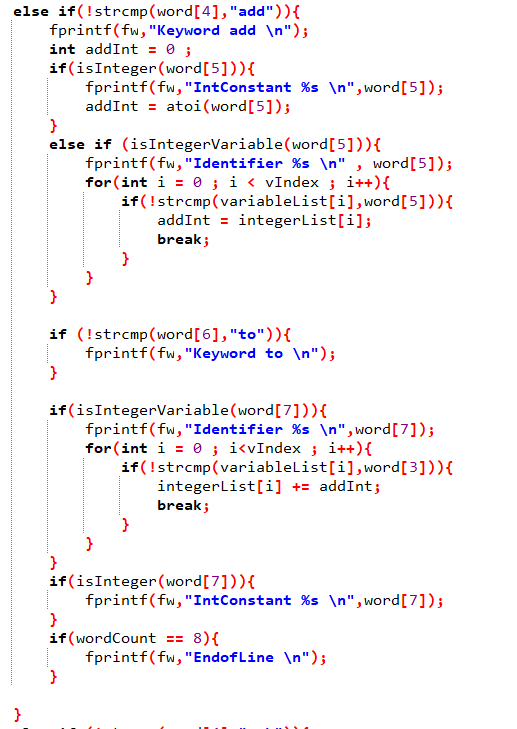 else if(!strcmp(word[4],"add")){
fprintf(fw,"Keyword add \n");
int addInt = 0 ;
if(isInteger(word[5])){
fprintf(fw,"IntConstant %s \n",word[5]);
addInt = atoi(word[5]);
}
else if (isIntegerVariable(word[5])){
fprintf(fw,"Identifier %s \n" , word[5]);
for(int i = 0 ; i < vIndex ; i++){
if(!strcmp(variableList[i],word[5])){
addInt = integerList[i];
break;
}
}
}
if (!strcmp(word[6],"to")){
fprintf(fw,"Keyword to \n");
}
if(isIntegerVariable(word[7])){
fprintf(fw,"Identifier %s \n",word[7]);
for(int i = 0 ; i<vIndex ; i++){
if(!strcmp(variableList[i],word[3])){
integerList[i] += addInt;
break;
}
}
}
if(isInteger(word[7])){
fprintf(fw,"IntConstant %s \n",word[7]);
}
if(wordCount == 8){
fprintf(fw,"EndofLine \n");
}
}